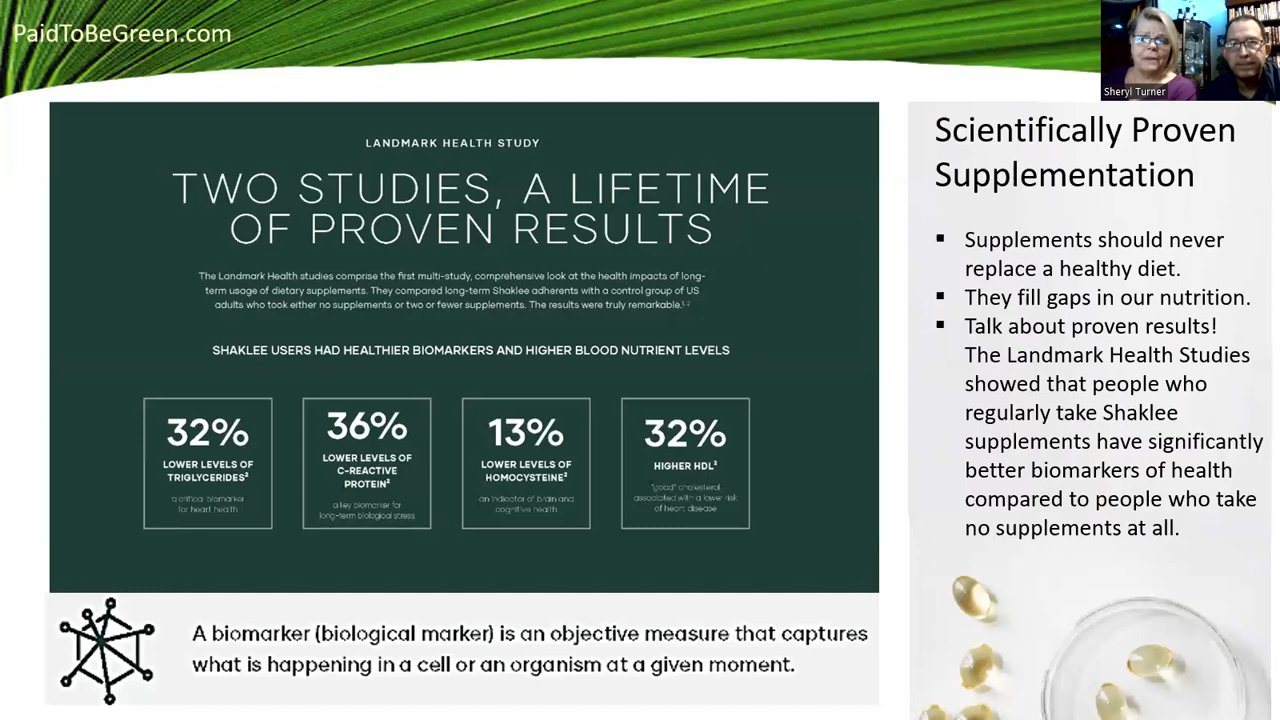 PaidToBeGreen.com
Sheryl Turner
LANDMARK HEALTH STUDY
TWO STUDIES, A LIFETIME
OF PROVEN RESULTS
The Landmark Health studies comprise the first multi-study, comprehensive look at the health impacts of long-
term usage of dietary supplements. They compared long-term Shaklee adherents with a control group of US
adults who took either no supplements or two or fewer supplements. The results were truly remarkable.¹,²
SHAKLEE USERS HAD HEALTHIER BIOMARKERS AND HIGHER BLOOD NUTRIENT LEVELS
32%
LOWER LEVELS OF
TRIGLYCERIDES²
a critical biomarker
for heart health
36%
LOWER LEVELS OF
C-REACTIVE
PROTEIN²
a key biomarker for
long-term biological stress
13%
LOWER LEVELS OF
HOMOCYSTEINE²
an indicator of brain and
cognitive health
32%
HIGHER HDL²
"good" cholesterol
associated with a lower risk
of heart disease
A biomarker (biological marker) is an objective measure that captures
what is happening in a cell or an organism at a given moment.
Scientifically Proven
Supplementation
▪ Supplements should never
replace a healthy diet.
▪ They fill gaps in our nutrition.
▪ Talk about proven results!
The Landmark Health Studies
showed that people who
regularly take Shaklee
supplements have significantly
better biomarkers of health
compared to people who take
no supplements at all.